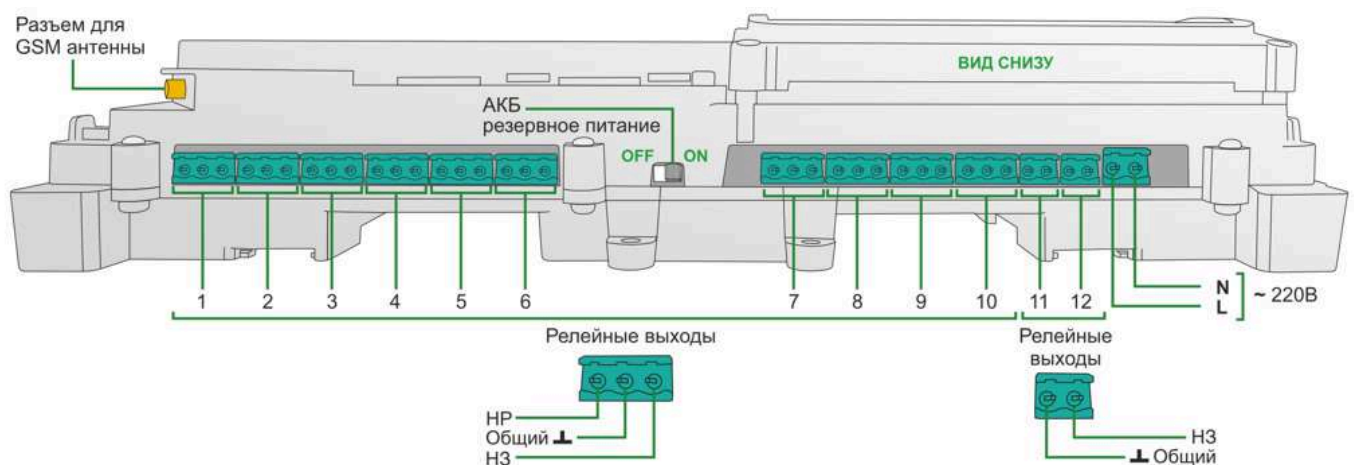 Разъем для
GSM антенны
ВИД СНИЗУ
АКБ
резервное питание
OFF ON
1 2 3 4 5 6 7 8 9 10 11 12
N
L
~ 220В
Релейные выходы
Релейные
выходы
НР
Общий
НЗ
НЗ
Общий